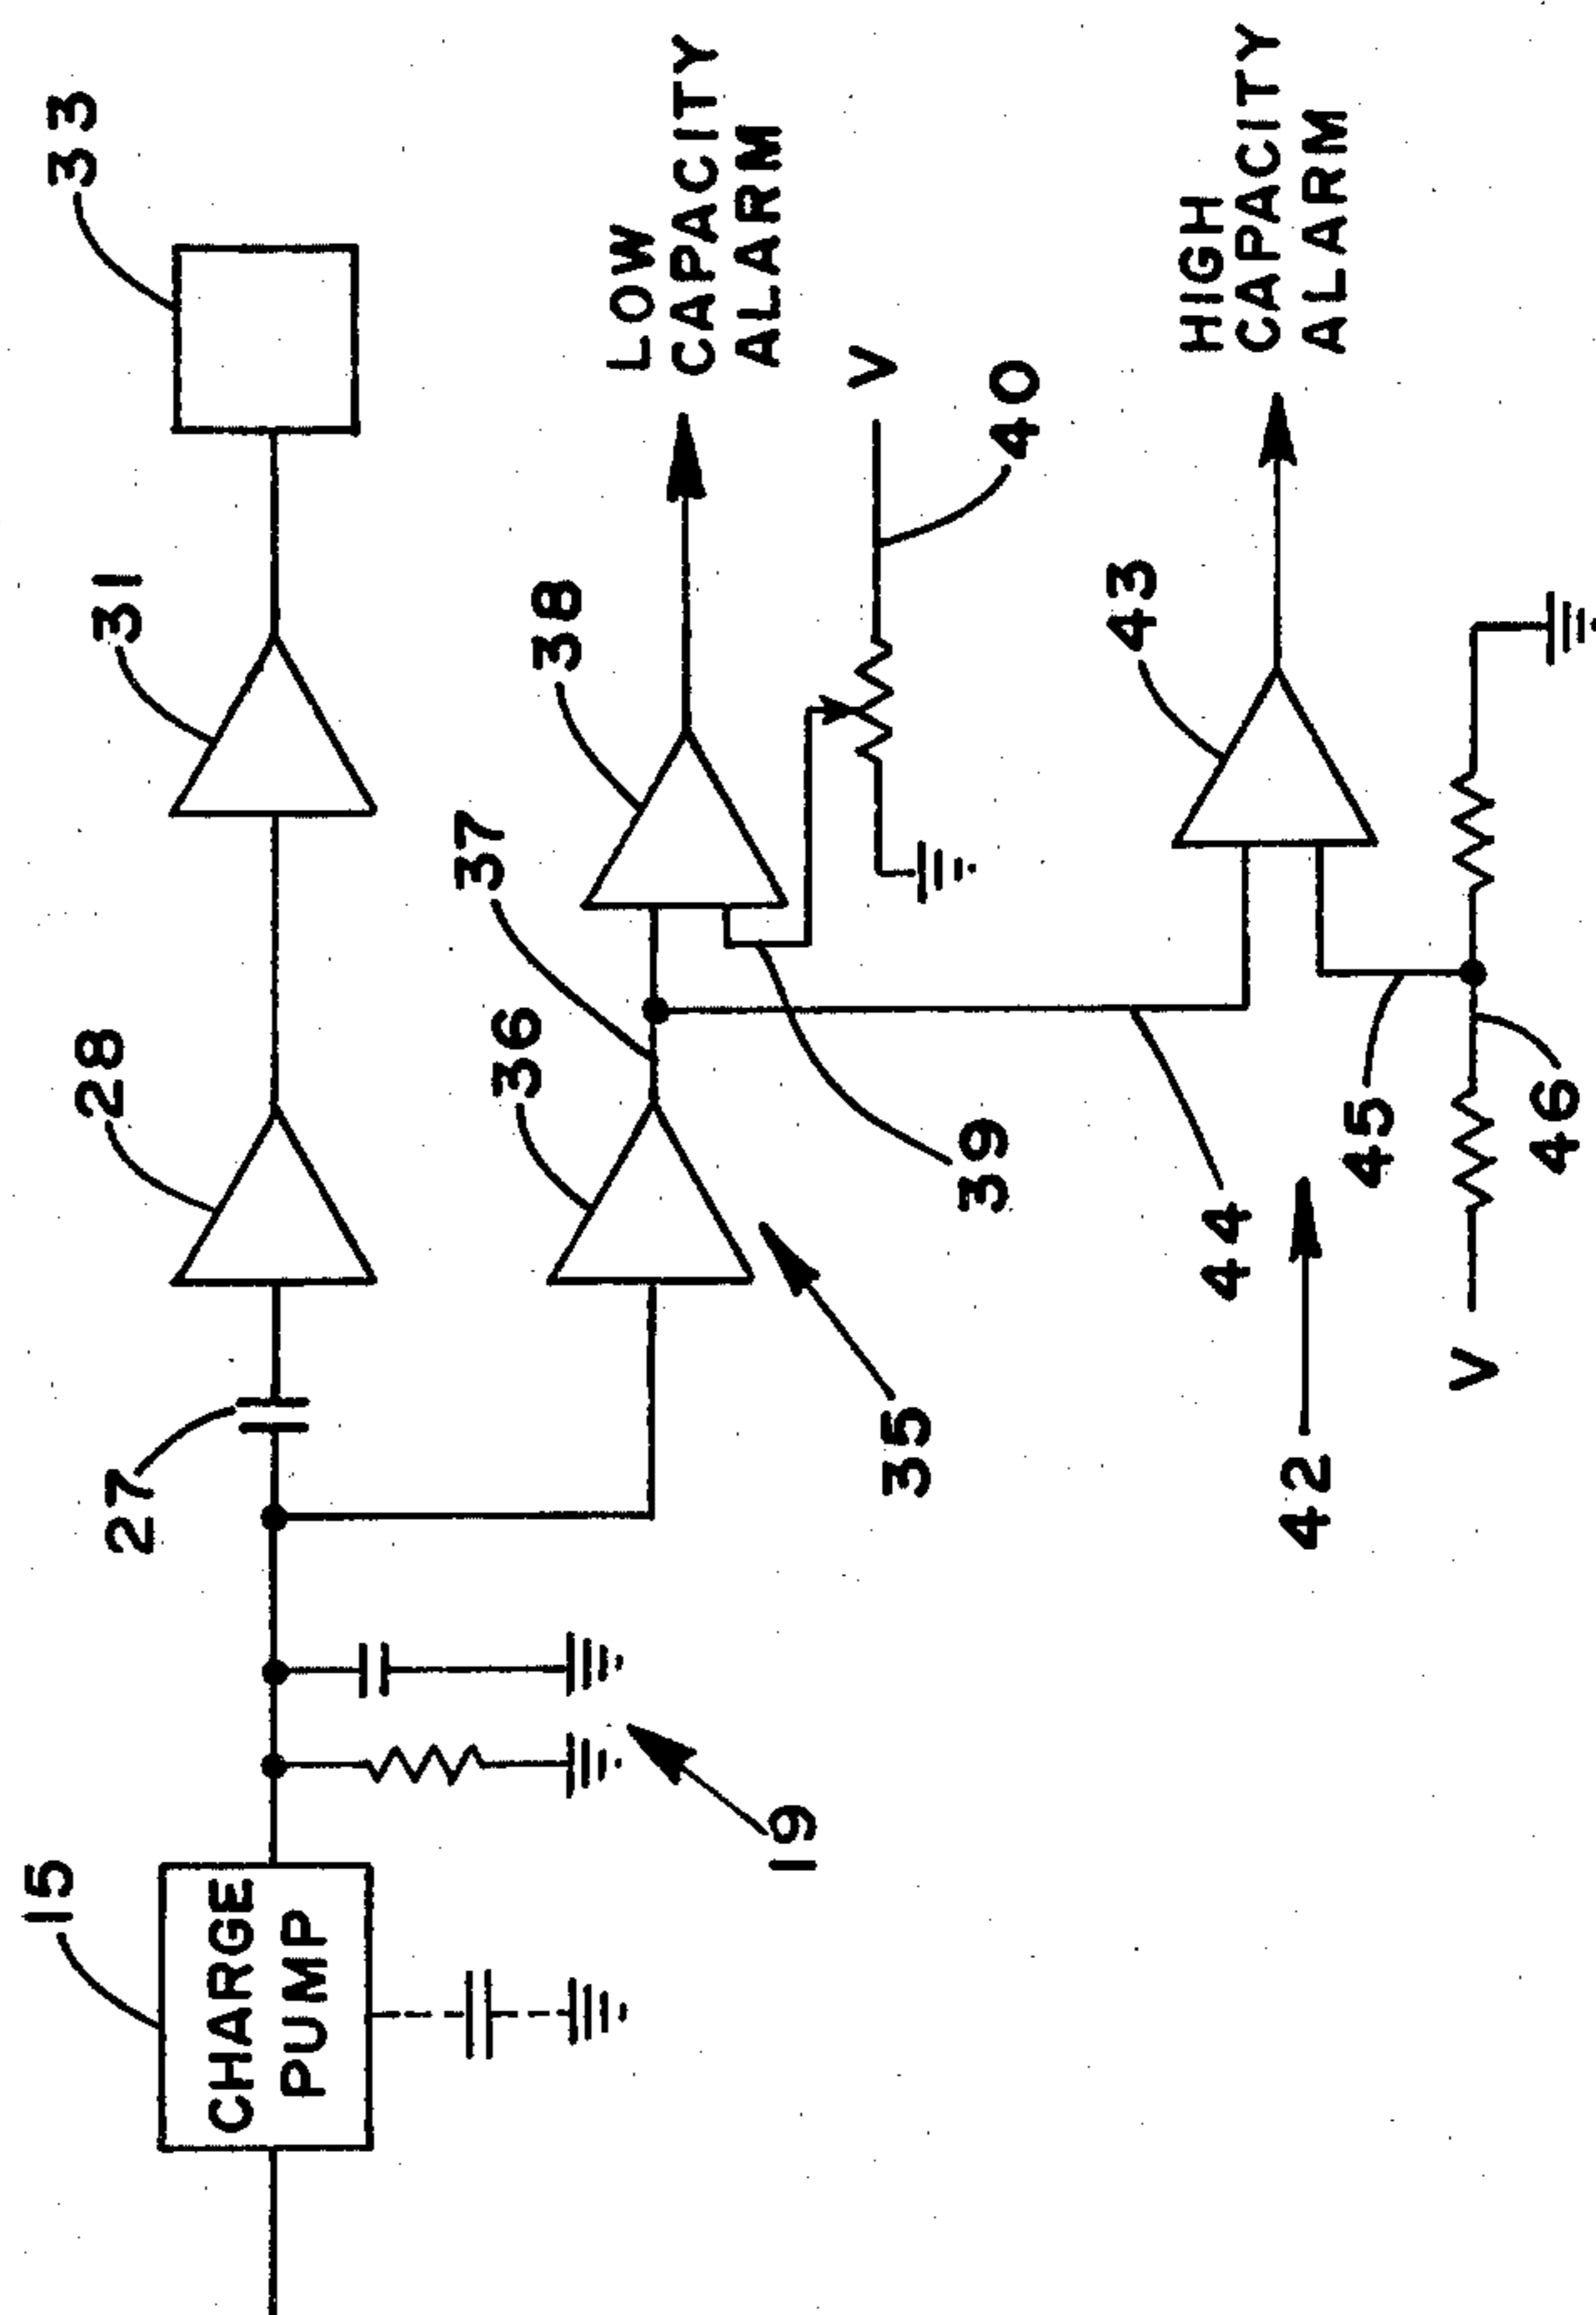 33
31
28
27
15
CHARGE
PUMP
19
LOW
CAPACITY
ALARM
38
37
36
V
40
39
35
HIGH
CAPACITY
ALARM
43
44
42
45
46
V